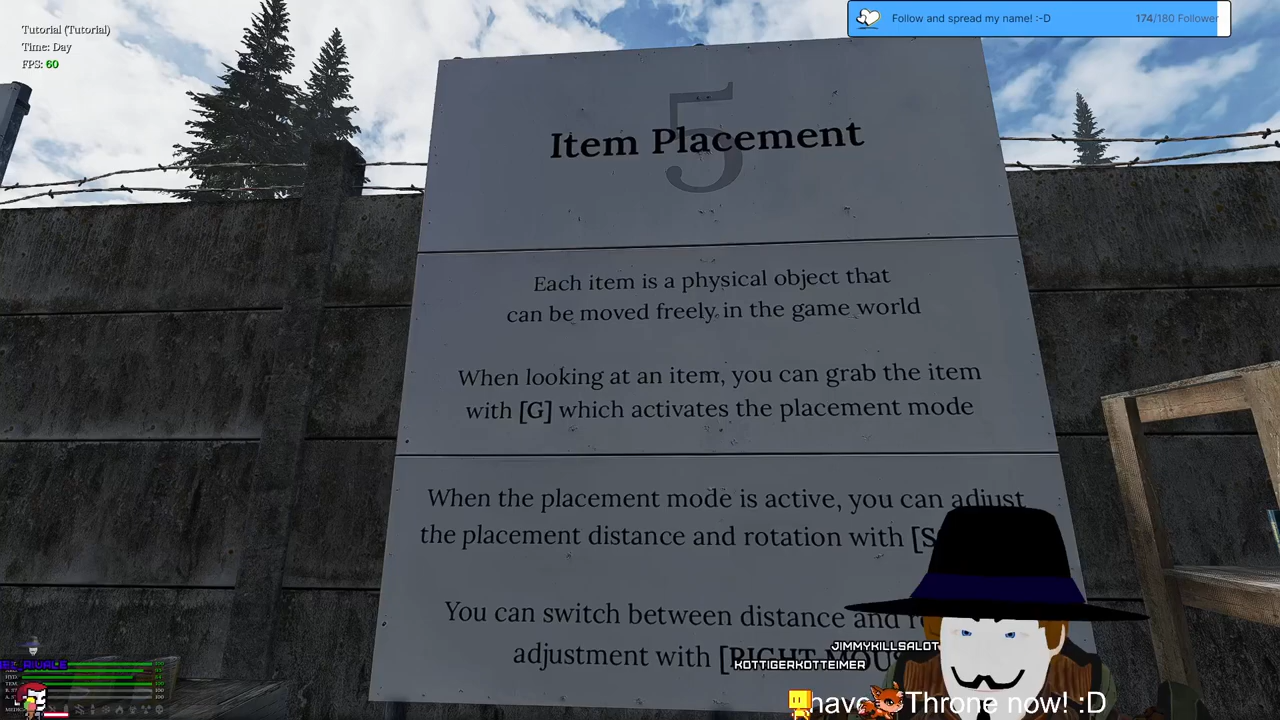 Tutorial (Tutorial)
Time: Day
FPS: 60
Follow and spread my name! :-D
174/180 Follower
5
Item Placement
Each item is a physical object that
can be moved freely in the game world
When looking at an item, you can grab the item
with [G] which activates the placement mode
When the placement mode is active, you can adjust
the placement distance and rotation with [S
You can switch between distance and
adjustment with [RIGHT MOU
JIMMYKILLSALOT
KOTTIGERKOTTEIMER
have Throne now! :D